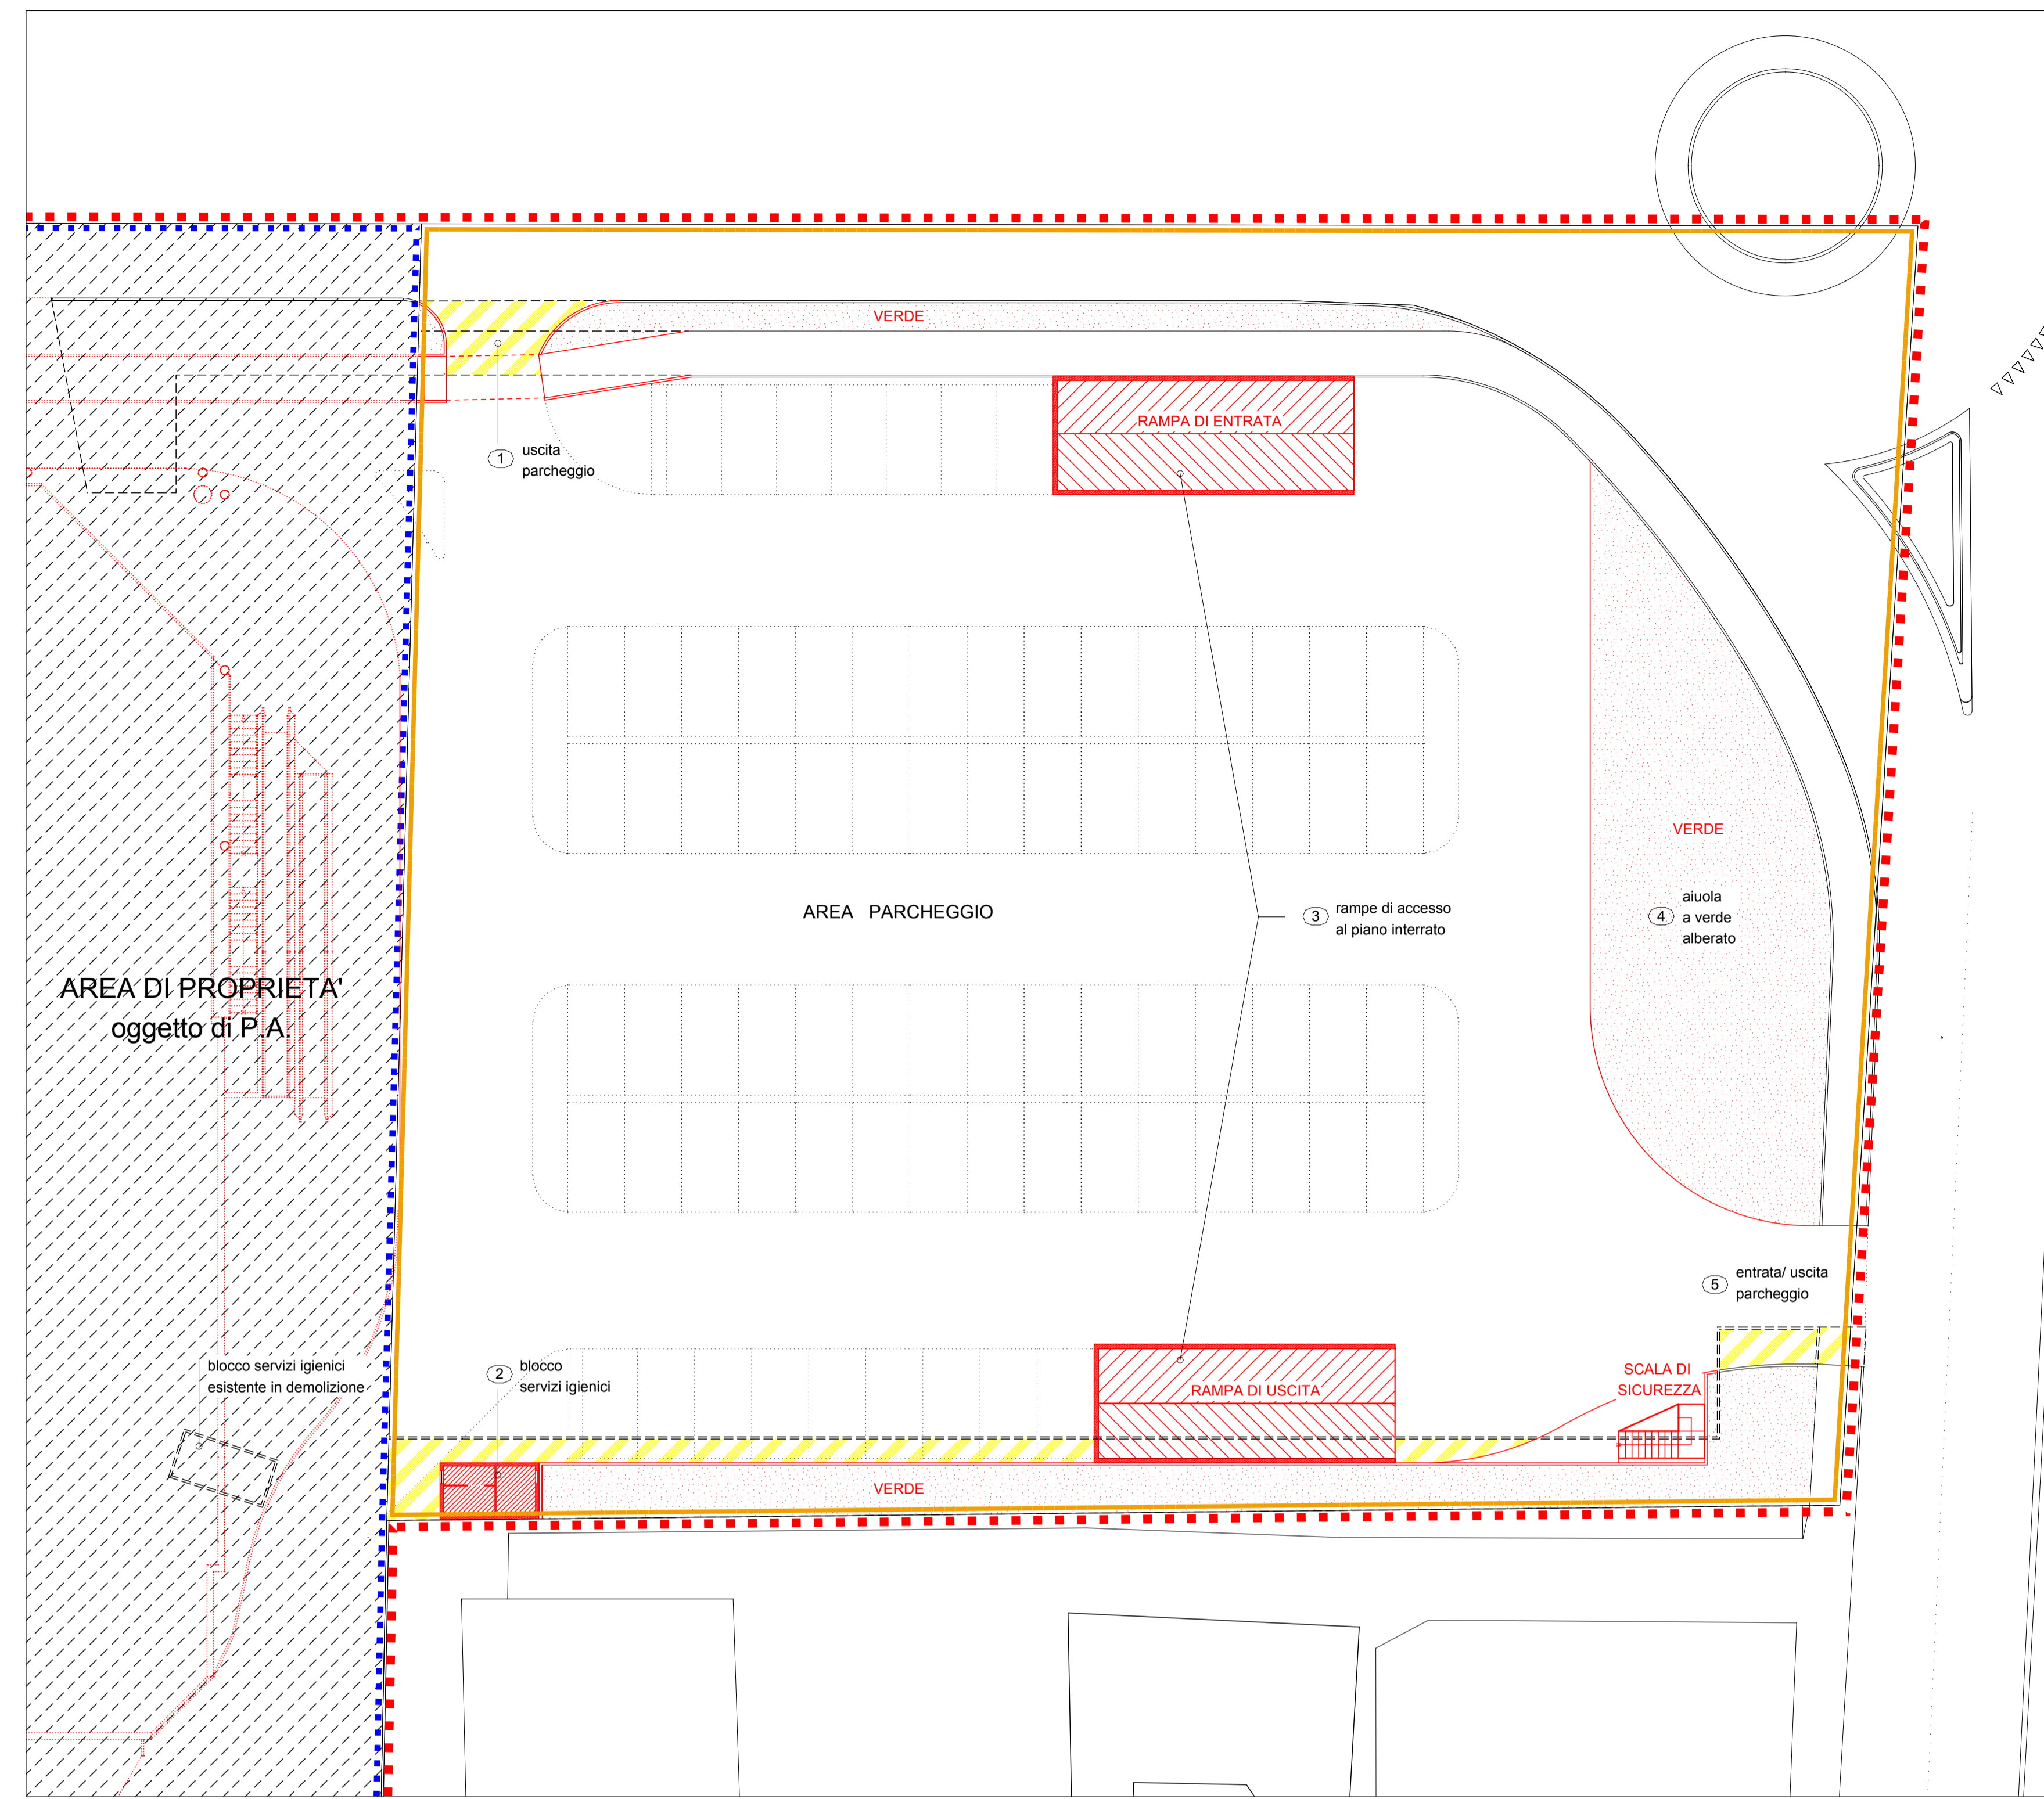 VERDE
RAMPA DI ENTRATA
1 uscita
parcheggio
VERDE
AREA PARCHEGGIO
3 rampe di accesso
al piano interrato
4 aiuola
a verde
alberato
AREA DI PROPRIETA'
oggetto di P.A.
5 entrata/ uscita
parcheggio
blocco servizi igienici
esistente in demolizione
2 blocco
servizi igienici
RAMPA DI USCITA
SCALA DI
SICUREZZA
VERDE